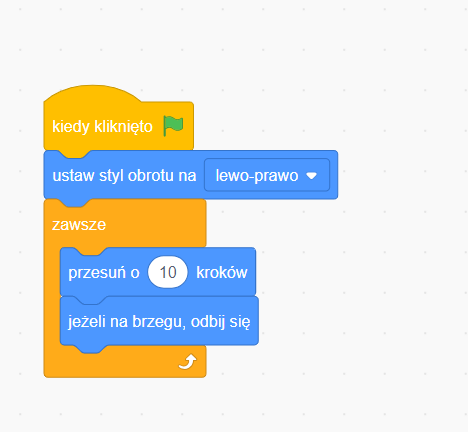 kiedy kliknięto
ustaw styl obrotu na lewo-prawo
zawsze
przesuń o 10 kroków
jeżeli na brzegu, odbij się